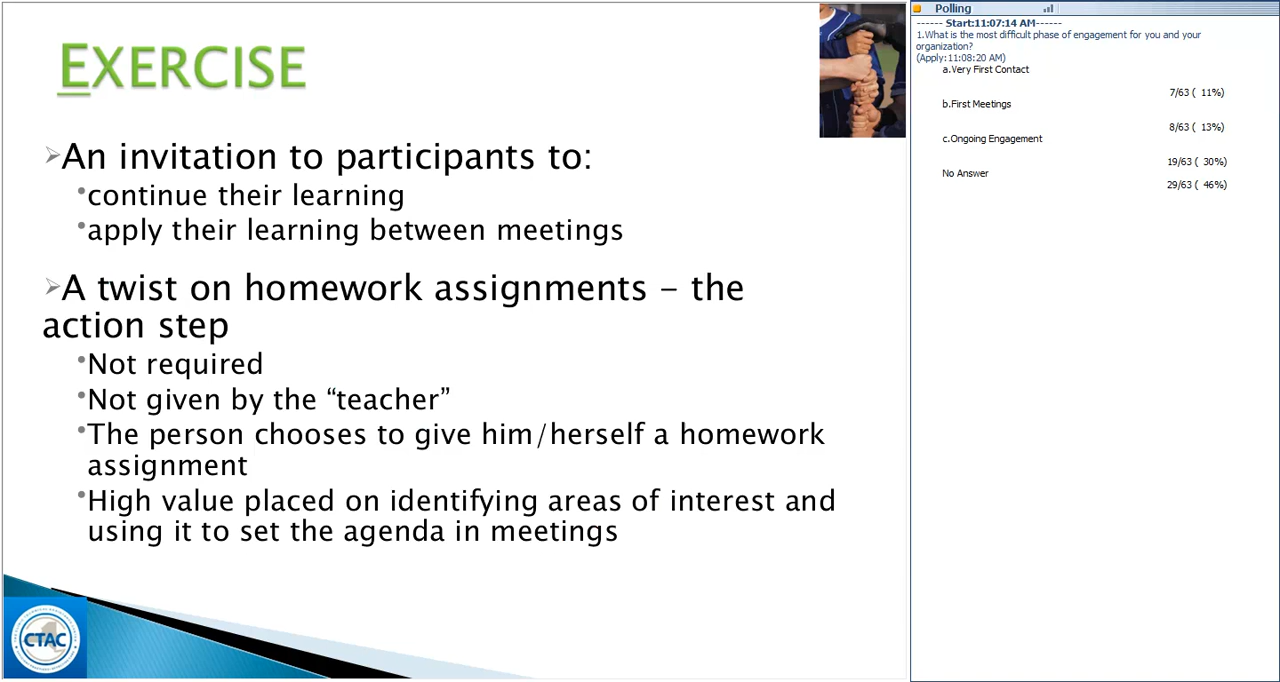 EXERCISE
An invitation to participants to:
continue their learning
apply their learning between meetings
A twist on homework assignments – the
action step
Not required
Not given by the “teacher”
The person chooses to give him/herself a homework
assignment
High value placed on identifying areas of interest and
using it to set the agenda in meetings
CTAC
Polling
------ Start:11:07:14 AM------
1.What is the most difficult phase of engagement for you and your
organization?
(Apply:11:08:20 AM)
a.Very First Contact
7/63 ( 11%)
b.First Meetings
8/63 ( 13%)
c.Ongoing Engagement
19/63 ( 30%)
No Answer
29/63 ( 46%)